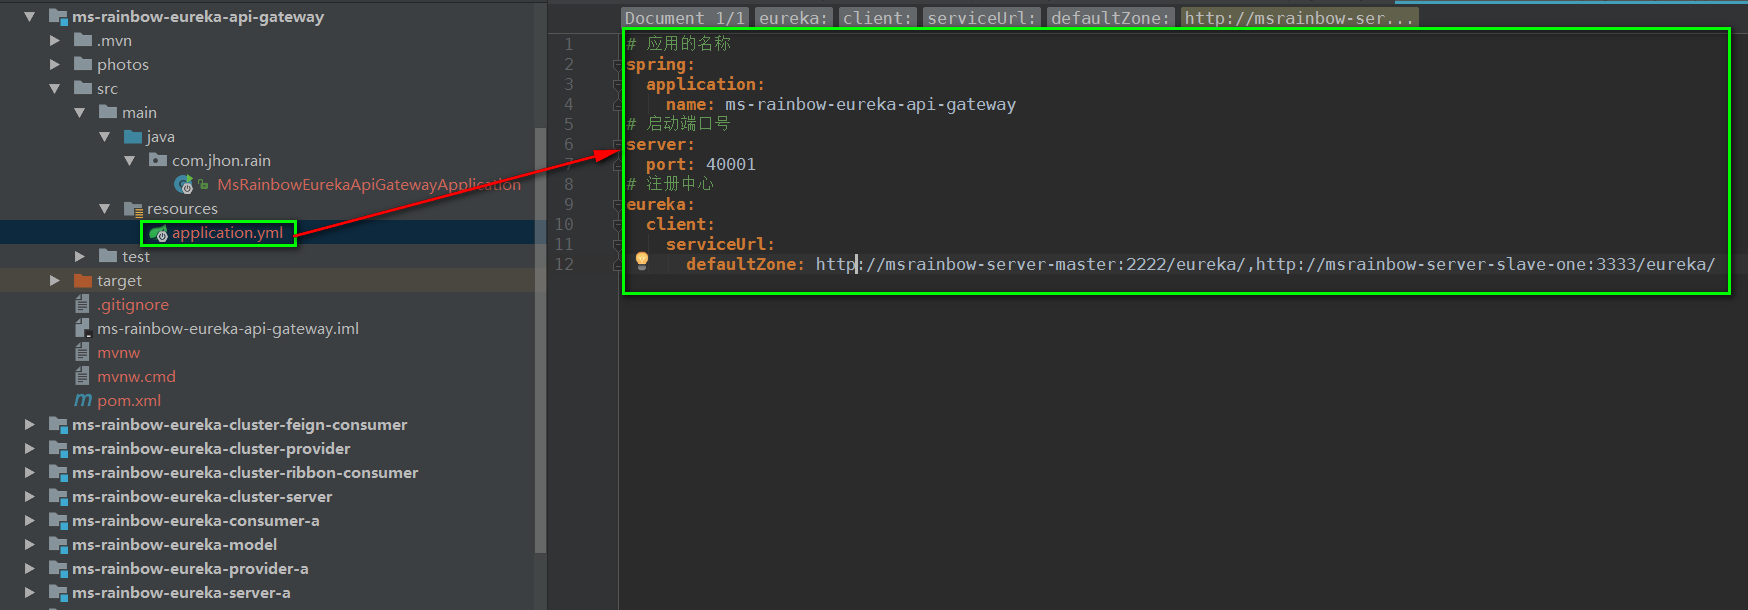 ms-rainbow-eureka-api-gateway
.mvn
photos
src
main
java
com.jhon.rain
MsRainbowEurekaApiGatewayApplication
resources
application.yml
test
target
.gitignore
ms-rainbow-eureka-api-gateway.iml
mvnw
mvnw.cmd
pom.xml
ms-rainbow-eureka-cluster-feign-consumer
ms-rainbow-eureka-cluster-provider
ms-rainbow-eureka-cluster-ribbon-consumer
ms-rainbow-eureka-cluster-server
ms-rainbow-eureka-consumer-a
ms-rainbow-eureka-model
ms-rainbow-eureka-provider-a
ms-rainbow-eureka-server-a
Document 1/1 eureka: client: serviceUrl: defaultZone: http://msrainbow-ser...
1 # 应用的名称
2 spring:
3 application:
4 name: ms-rainbow-eureka-api-gateway
5 # 启动端口号
6 server:
7 port: 40001
8 # 注册中心
9 eureka:
10 client:
11 serviceUrl:
12 defaultZone: http://msrainbow-server-master:2222/eureka/,http://msrainbow-server-slave-one:3333/eureka/